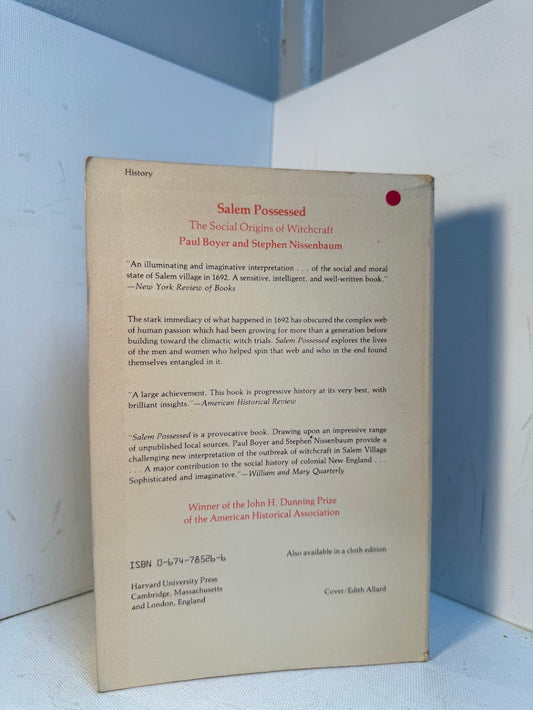 History
Salem Possessed
The Social Origins of Witchcraft
Paul Boyer and Stephen Nissenbaum
"An illuminating and imaginative interpretation . . . of the social and moral
state of Salem village in 1692. A sensitive, intelligent, and well-written book."
—New York Review of Books
The stark immediacy of what happened in 1692 has obscured the complex web
of human passion which had been growing for more than a generation before
building toward the climactic witch trials. Salem Possessed explores the lives
of the men and women who helped spin that web and who in the end found
themselves entangled in it.
"A large achievement. This book is progressive history at its very best, with
brilliant insights."—American Historical Review
"Salem Possessed is a provocative book. Drawing upon an impressive range
of unpublished local sources, Paul Boyer and Stephen Nissenbaum provide a
challenging new interpretation of the outbreak of witchcraft in Salem Village
. . . A major contribution to the social history of colonial New England . . .
Sophisticated and imaginative."—William and Mary Quarterly
Winner of the John H. Dunning Prize
of the American Historical Association
ISBN 0-674-78526-6
Also available in a cloth edition
Harvard University Press
Cambridge, Massachusetts
and London, England
Cover/Edith Allard